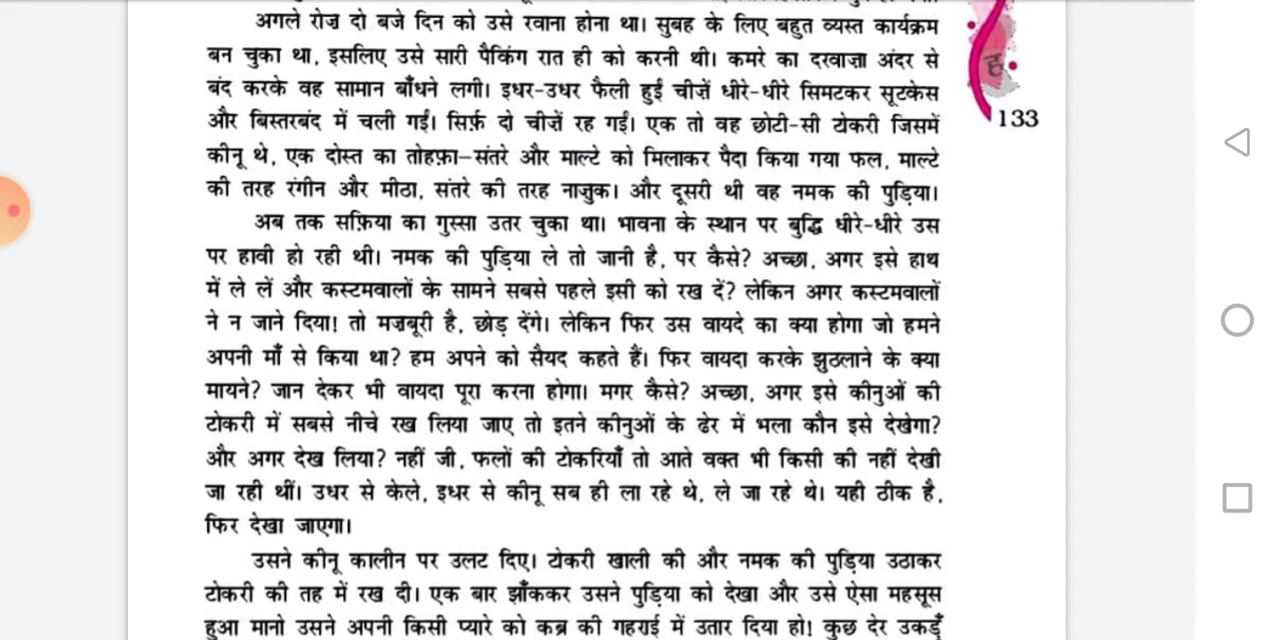 अगले रोज़ दो बजे दिन को उसे रवाना होना था। सुबह के लिए बहुत व्यस्त कार्यक्रम
बन चुका था, इसलिए उसे सारी पैकिंग रात ही को करनी थी। कमरे का दरवाज़ा अंदर से
बंद करके वह सामान बाँधने लगी। इधर-उधर फैली हुई चीज़ें धीरे-धीरे सिमटकर सूटकेस
और बिस्तरबंद में चली गईं। सिर्फ़ दो चीज़ें रह गईं। एक तो वह छोटी-सी टोकरी जिसमें
कीनू थे, एक दोस्त का तोहफ़ा–संतरे और माल्टे को मिलाकर पैदा किया गया फल, माल्टे
की तरह रंगीन और मीठा, संतरे की तरह नाज़ुक। और दूसरी थी वह नमक की पुड़िया।
अब तक सफ़िया का गुस्सा उतर चुका था। भावना के स्थान पर बुद्धि धीरे-धीरे उस
पर हावी हो रही थी। नमक की पुड़िया ले तो जानी है, पर कैसे? अच्छा, अगर इसे हाथ
में ले लें और कस्टमवालों के सामने सबसे पहले इसी को रख दें? लेकिन अगर कस्टमवालों
ने न जाने दिया! तो मज़बूरी है, छोड़ देंगे। लेकिन फिर उस वायदे का क्या होगा जो हमने
अपनी माँ से किया था? हम अपने को सैयद कहते हैं। फिर वायदा करके झुठलाने के क्या
मायने? जान देकर भी वायदा पूरा करना होगा। मगर कैसे? अच्छा, अगर इसे कीनुओं की
टोकरी में सबसे नीचे रख लिया जाए तो इतने कीनुओं के ढेर में भला कौन इसे देखेगा?
और अगर देख लिया? नहीं जी, फलों की टोकरियाँ तो आते वक्त भी किसी की नहीं देखी
जा रही थीं। उधर से केले, इधर से कीनू सब ही ला रहे थे, ले जा रहे थे। यही ठीक है,
फिर देखा जाएगा।
उसने कीनू कालीन पर उलट दिए। टोकरी खाली की और नमक की पुड़िया उठाकर
टोकरी की तह में रख दी। एक बार झाँककर उसने पुड़िया को देखा और उसे ऐसा महसूस
हुआ मानो उसने अपनी किसी प्यारे को कब्र की गहराई में उतार दिया हो! कुछ देर उकड़ूँ
ह
133